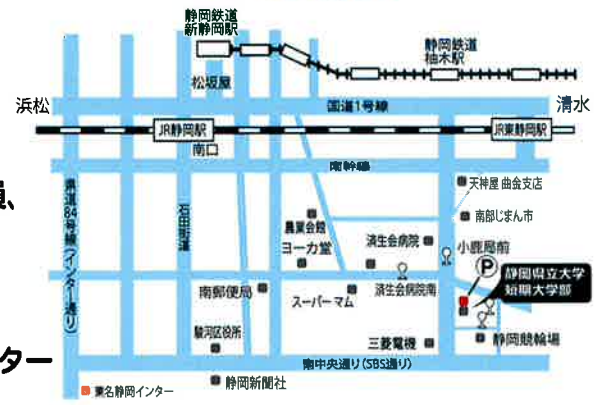 静岡鉄道
新静岡駅
静岡鉄道
柚木駅
松坂屋
浜松
国道1号線
清水
JR静岡駅
JR東静岡駅
南口
南幹線
天神屋 曲金支店
県道84号線(インター通り)
石田街道
南部じまん市
農業会館
済生会病院
小鹿局前
ヨーカ堂
P
静岡県立大学
短期大学部
南郵便局
スーパーマム
済生会病院南
駿河区役所
三菱電機
静岡競輪場
ター
南中央通り(SBS通り)
静岡新聞社
東名静岡インター